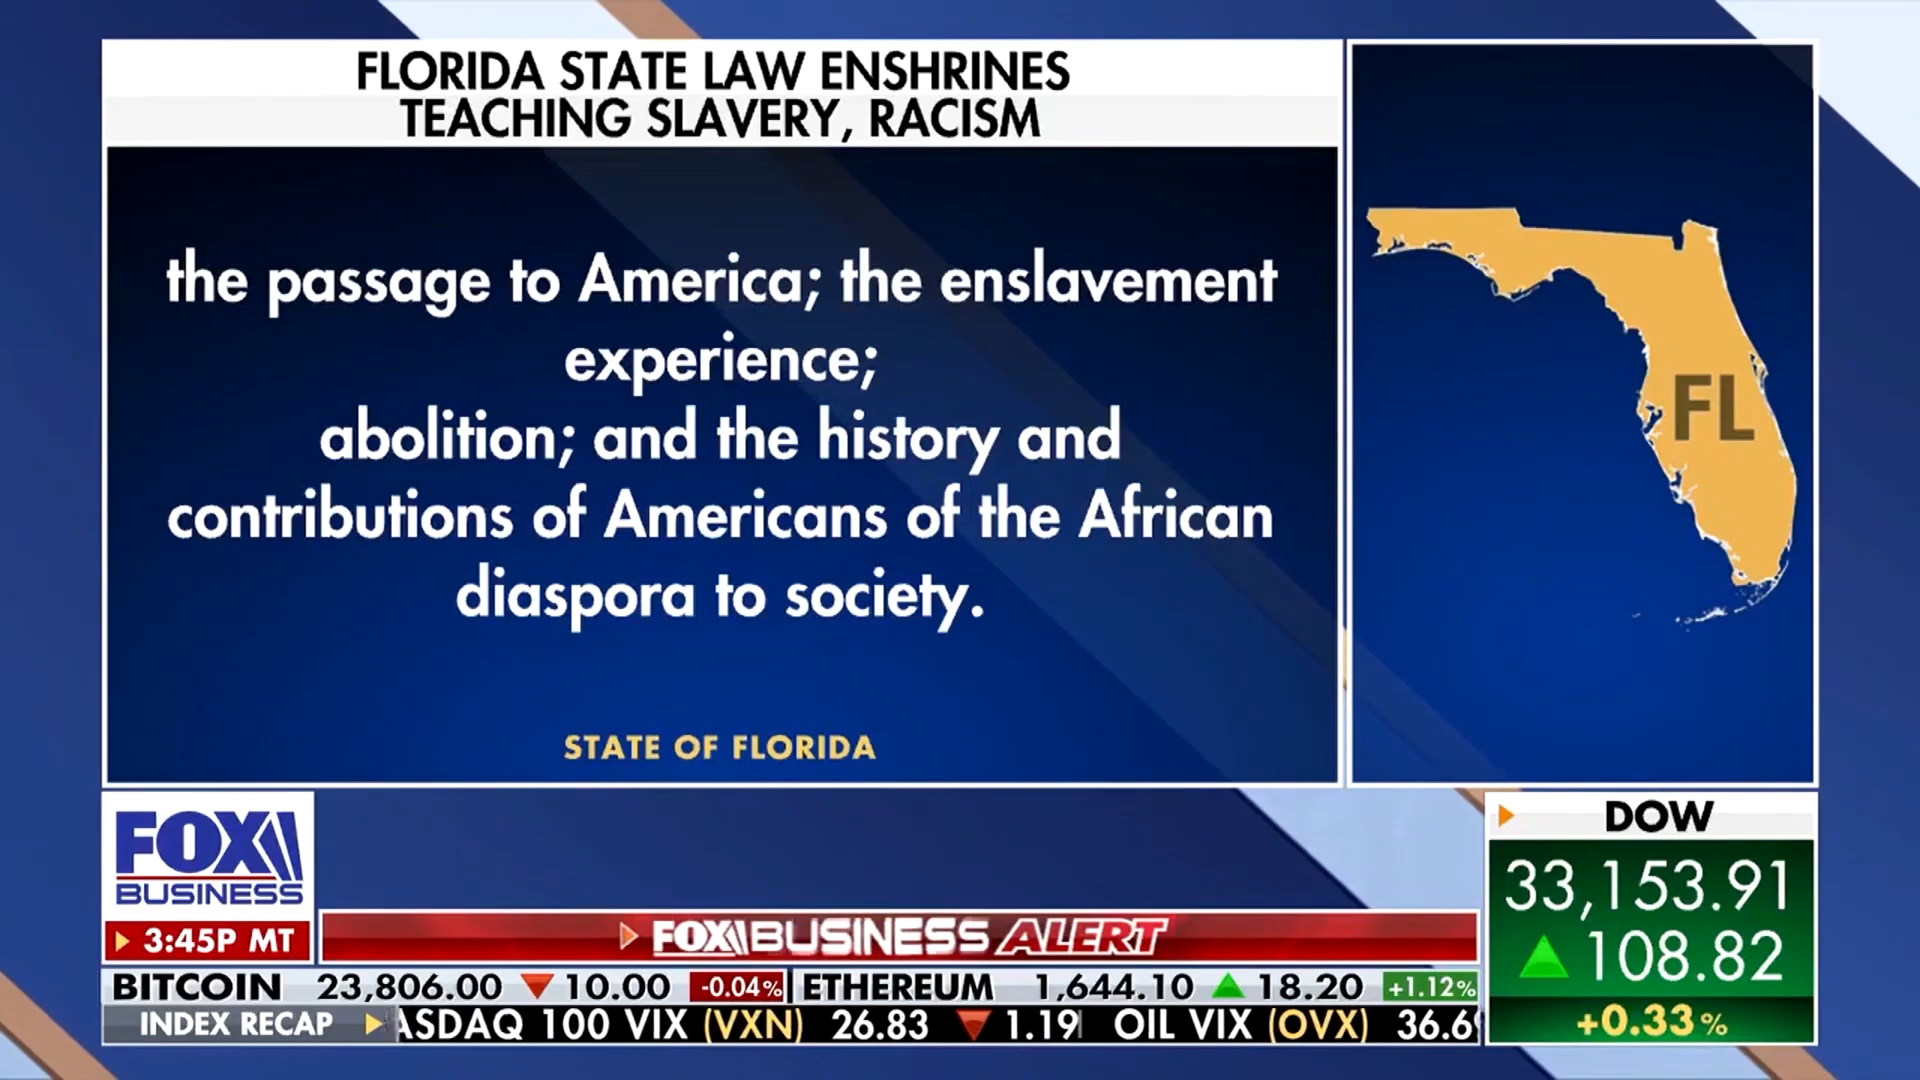 FLORIDA STATE LAW ENSHRINES
TEACHING SLAVERY, RACISM
the passage to America; the enslavement
experience;
abolition; and the history and
contributions of Americans of the African
diaspora to society.
STATE OF FLORIDA
FL
FOX
BUSINESS
3:45P MT
FOX BUSINESS ALERT
DOW
33,153.91
108.82
+0.33%
BITCOIN 23,806.00 10.00 -0.04% ETHEREUM 1,644.10 18.20 +1.12%
INDEX RECAP ASDAQ 100 VIX (VXN) 26.83 1.19 OIL VIX (OVX) 36.6